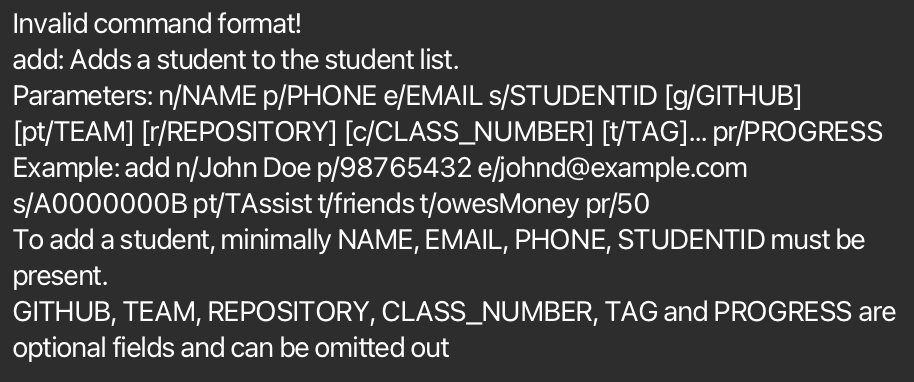 Invalid command format!
add: Adds a student to the student list.
Parameters: n/NAME p/PHONE e/EMAIL s/STUDENTID [g/GITHUB]
[pt/TEAM] [r/REPOSITORY] [c/CLASS_NUMBER] [t/TAG]... pr/PROGRESS
Example: add n/John Doe p/98765432 e/johnd@example.com
s/A0000000B pt/TAssist t/friends t/owesMoney pr/50
To add a student, minimally NAME, EMAIL, PHONE, STUDENTID must be
present.
GITHUB, TEAM, REPOSITORY, CLASS_NUMBER, TAG and PROGRESS are
optional fields and can be omitted out